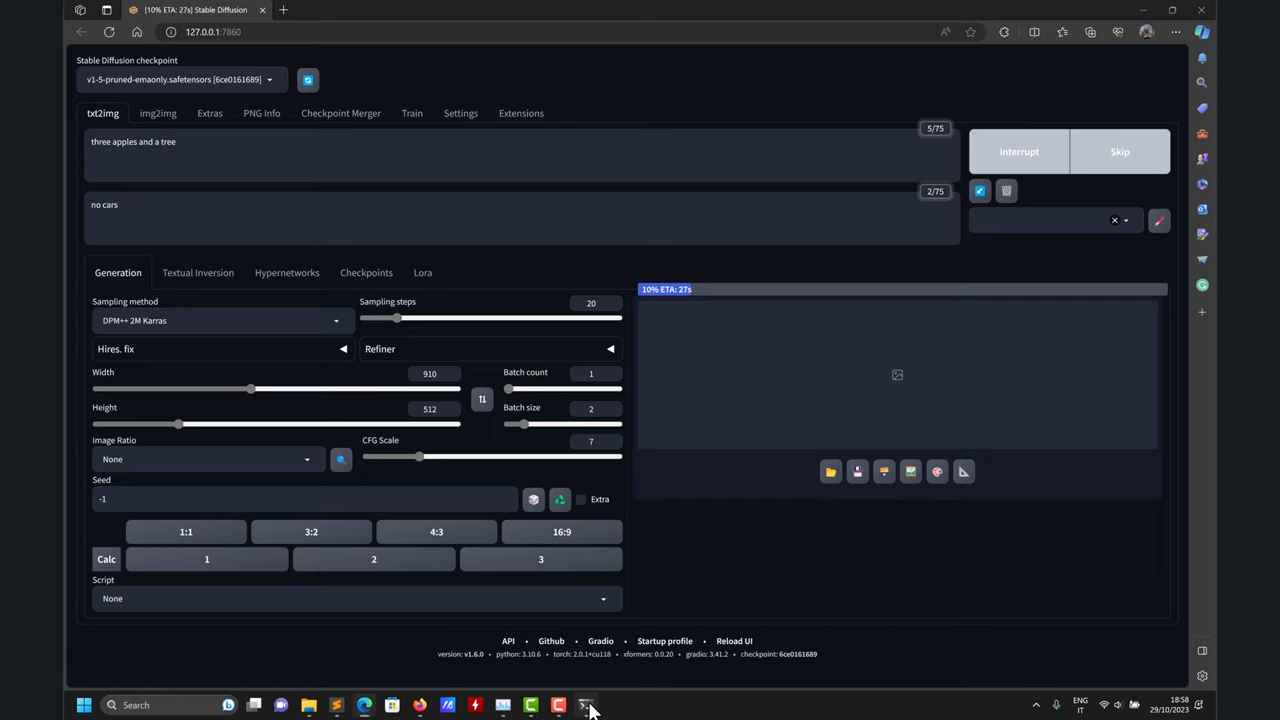 [10% ETA: 27s] Stable Diffusion
127.0.0.1:7860
Stable Diffusion checkpoint
v1-5-pruned-emaonly.safetensors [6ce0161689]
txt2img img2img Extras PNG Info Checkpoint Merger Train Settings Extensions
5/75
three apples and a tree
Interrupt Skip
2/75
no cars
Generation Textual Inversion Hypernetworks Checkpoints Lora
10% ETA: 27s
Sampling method Sampling steps 20
DPM++ 2M Karras
Hires. fix Refiner
Width 910 Batch count 1
Height 512 Batch size 2
Image Ratio CFG Scale 7
None
Seed
-1 Extra
1:1 3:2 4:3 16:9
Calc 1 2 3
Script
None
API • Github • Gradio • Startup profile • Reload UI
version: v1.6.0 • python: 3.10.6 • torch: 2.0.1+cu118 • xformers: 0.0.20 • gradio: 3.41.2 • checkpoint: 6ce0161689
Search
ENG
IT
18:58
29/10/2023